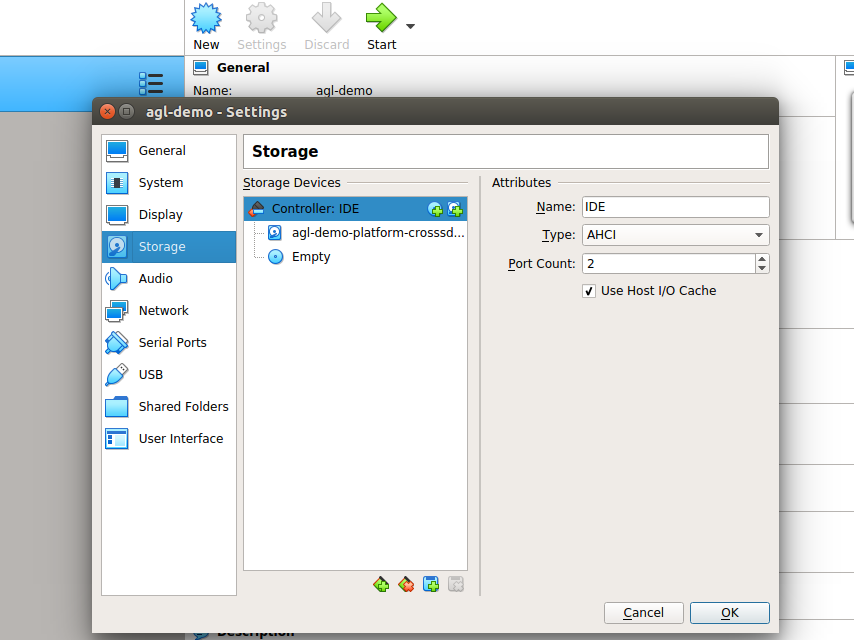 New Settings Discard Start
General
Name: agl-demo
agl-demo - Settings
General
System
Display
Storage
Audio
Network
Serial Ports
USB
Shared Folders
User Interface
Storage
Storage Devices
Controller: IDE
agl-demo-platform-crosssd...
Empty
Attributes
Name: IDE
Type: AHCI
Port Count: 2
Use Host I/O Cache
Cancel OK
Description